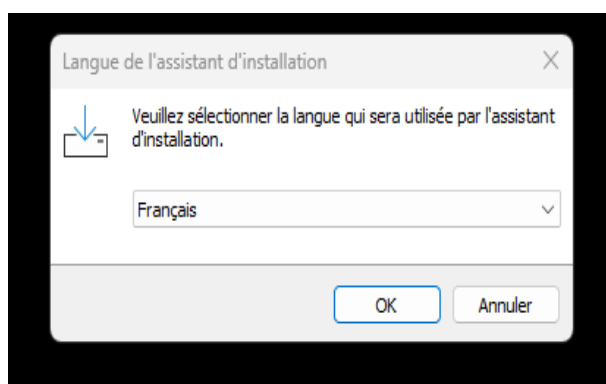 Langue de l'assistant d'installation
Veuillez sélectionner la langue qui sera utilisée par l'assistant
d'installation.
Français
OK
Annuler